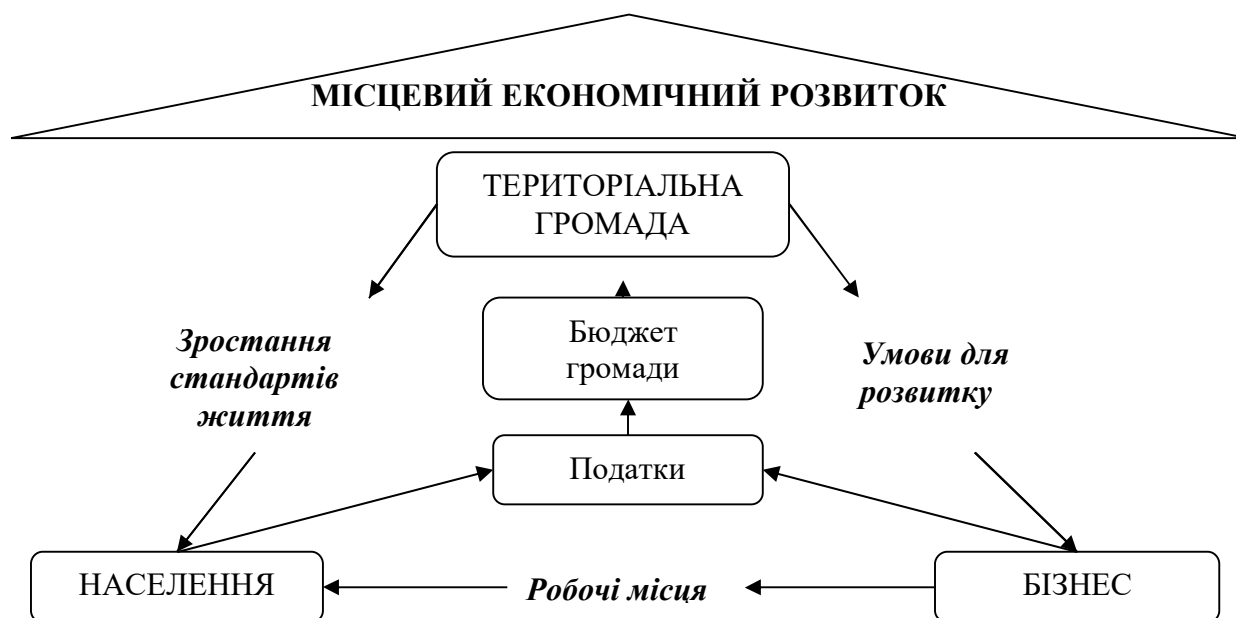 МІСЦЕВИЙ ЕКОНОМІЧНИЙ РОЗВИТОК
ТЕРИТОРІАЛЬНА
ГРОМАДА
Бюджет
громади
Зростання
стандартів
життя
Умови для
розвитку
Податки
НАСЕЛЕННЯ
Робочі місця
БІЗНЕС